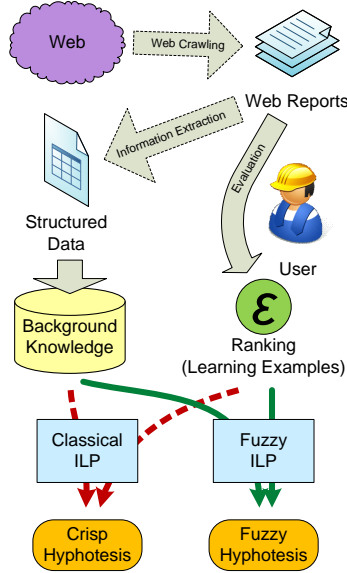 Web
Web Crawling
Web Reports
Information Extraction
Evaluation
Structured
Data
User
Background
Knowledge
ε
Ranking
(Learning Examples)
Classical
ILP
Fuzzy
ILP
Crisp
Hyphotesis
Fuzzy
Hyphotesis